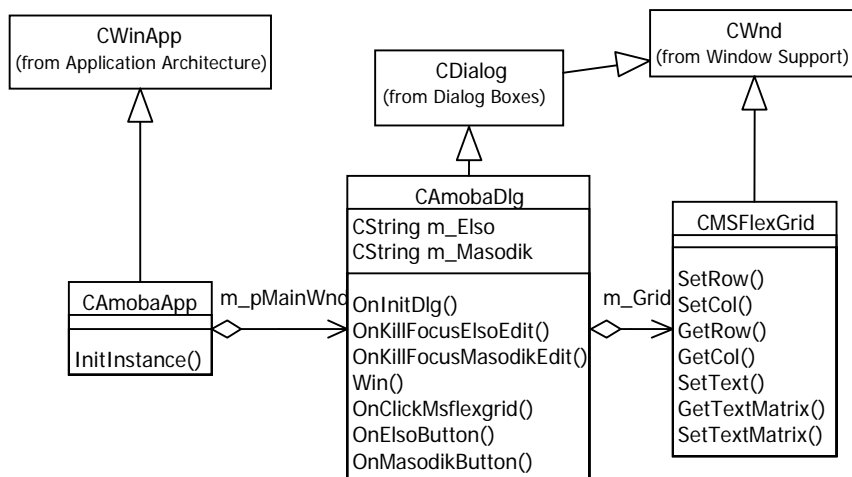 CWinApp
(from Application Architecture)
CDialog
(from Dialog Boxes)
CWnd
(from Window Support)
CAmobaApp
InitInstance()
m_pMainWnd
CAmobaDlg
CString m_Elso
CString m_Masodik
OnInitDlg()
OnKillFocusElsoEdit()
OnKillFocusMasodikEdit()
Win()
OnClickMsflexgrid()
OnElsoButton()
OnMasodikButton()
m_Grid
CMSFlexGrid
SetRow()
SetCol()
GetRow()
GetCol()
SetText()
GetTextMatrix()
SetTextMatrix()